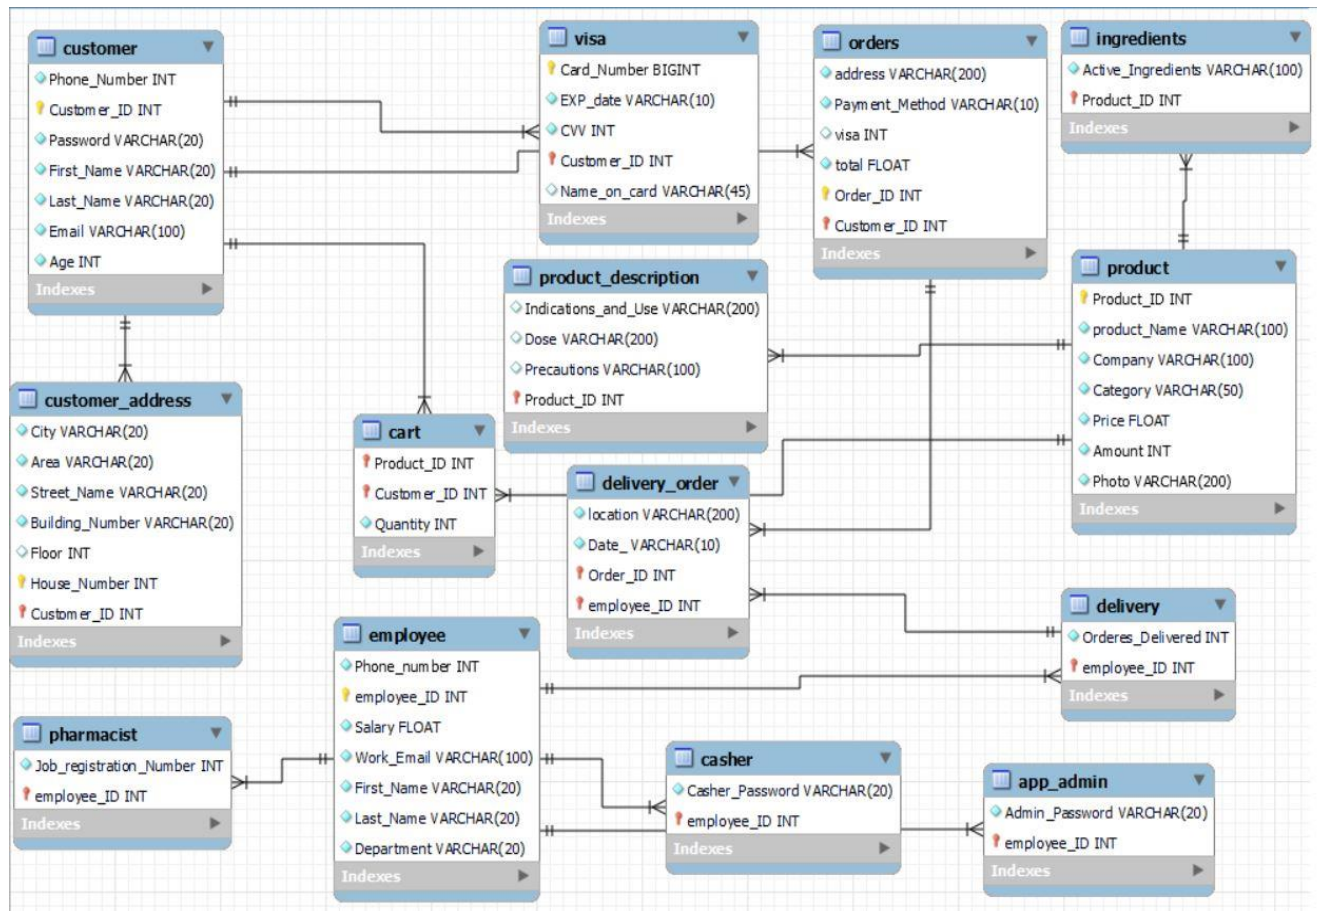 customer
Phone_Number INT
Customer_ID INT
Password VARCHAR(20)
First_Name VARCHAR(20)
Last_Name VARCHAR(20)
Email VARCHAR(100)
Age INT
Indexes
visa
Card_Number BIGINT
EXP_date VARCHAR(10)
CVV INT
Customer_ID INT
Name_on_card VARCHAR(45)
Indexes
orders
address VARCHAR(200)
Payment_Method VARCHAR(10)
visa INT
total FLOAT
Order_ID INT
Customer_ID INT
Indexes
ingredients
Active_Ingredients VARCHAR(100)
Product_ID INT
Indexes
product_description
Indications_and_Use VARCHAR(200)
Dose VARCHAR(200)
Precautions VARCHAR(100)
Product_ID INT
Indexes
product
Product_ID INT
product_Name VARCHAR(100)
Company VARCHAR(100)
Category VARCHAR(50)
Price FLOAT
Amount INT
Photo VARCHAR(200)
Indexes
customer_address
City VARCHAR(20)
Area VARCHAR(20)
Street_Name VARCHAR(20)
Building_Number VARCHAR(20)
Floor INT
House_Number INT
Customer_ID INT
Indexes
cart
Product_ID INT
Customer_ID INT
Quantity INT
Indexes
delivery_order
location VARCHAR(200)
Date_ VARCHAR(10)
Order_ID INT
employee_ID INT
Indexes
delivery
Orderes_Delivered INT
employee_ID INT
Indexes
employee
Phone_number INT
employee_ID INT
Salary FLOAT
Work_Email VARCHAR(100)
First_Name VARCHAR(20)
Last_Name VARCHAR(20)
Department VARCHAR(20)
Indexes
pharmacist
Job_registration_Number INT
employee_ID INT
Indexes
casher
Casher_Password VARCHAR(20)
employee_ID INT
Indexes
app_admin
Admin_Password VARCHAR(20)
employee_ID INT
Indexes